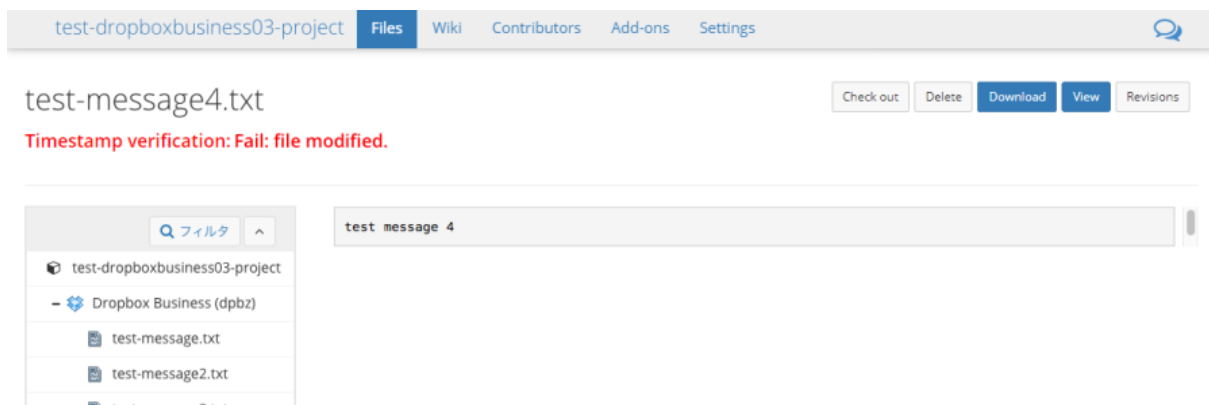 test-dropboxbusiness03-project Files Wiki Contributors Add-ons Settings
test-message4.txt
Check out Delete Download View Revisions
Timestamp verification: Fail: file modified.
フィルタ
test message 4
test-dropboxbusiness03-project
Dropbox Business (dpbz)
test-message.txt
test-message2.txt